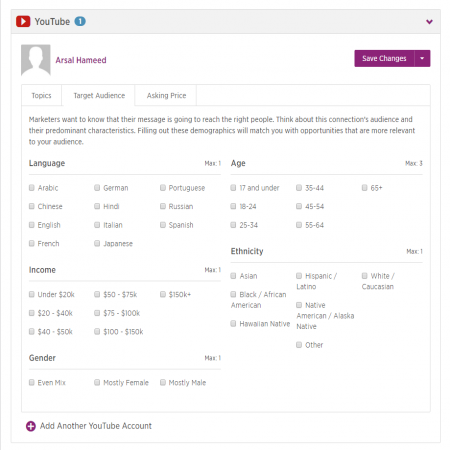 YouTube 1
Arsal Hameed
Save Changes
Topics Target Audience Asking Price
Marketers want to know that their message is going to reach the right people. Think about this connection's audience and
their predominant characteristics. Filling out these demographics will match you with opportunities that are more relevant
to your audience.
Language Max: 1
Arabic German Portuguese
Chinese Hindi Russian
English Italian Spanish
French Japanese
Income Max: 1
Under $20k $50 - $75k $150k+
$20 - $40k $75 - $100k
$40 - $50k $100 - $150k
Gender Max: 1
Even Mix Mostly Female Mostly Male
Age Max: 3
17 and under 35-44 65+
18-24 45-54
25-34 55-64
Ethnicity Max: 1
Asian Hispanic / White /
Latino Caucasian
Black / African
American
Native
American / Alaska
Native
Hawaiian Native
Other
Add Another YouTube Account